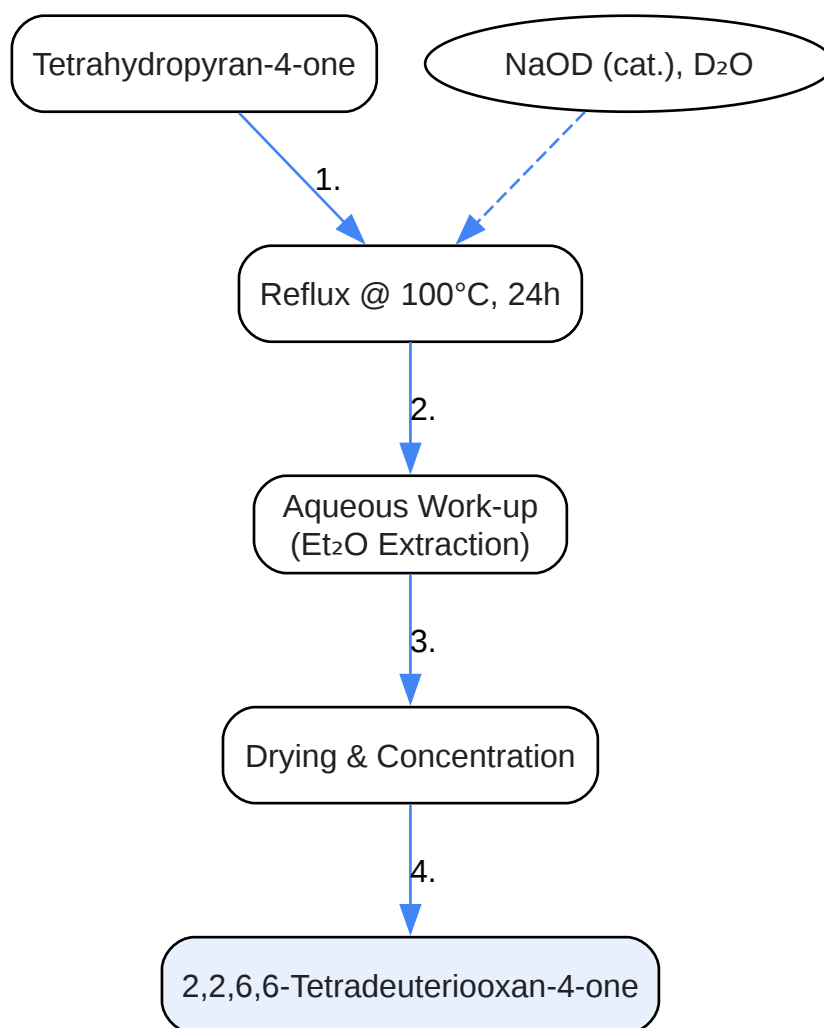 Tetrahydropyran-4-one
NaOD (cat.), D₂O
1.
Reflux @ 100°C, 24h
2.
Aqueous Work-up
(Et₂O Extraction)
3.
Drying & Concentration
4.
2,2,6,6-Tetradeuteriooxan-4-one